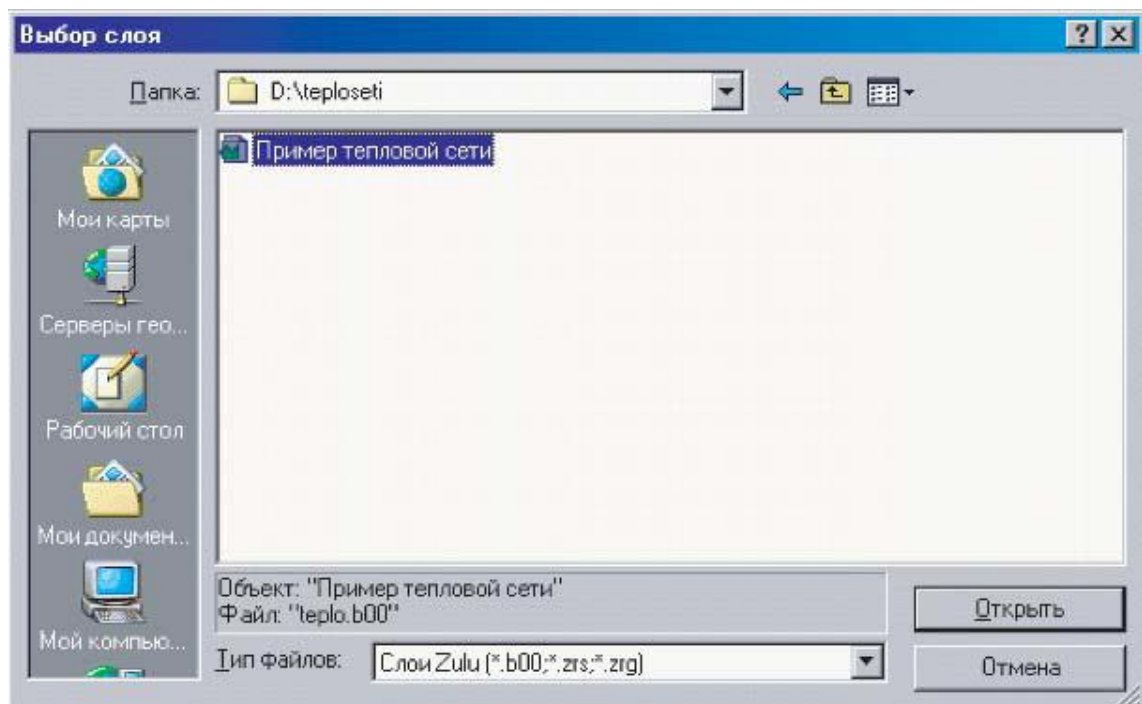 Выбор слоя
Папка: D:\teploseti
Пример тепловой сети
Мои карты
Серверы гео...
Рабочий стол
Мои докумен...
Мой компью...
Объект: "Пример тепловой сети"
Файл: "teplo.b00"
Тип файлов: Слои Zulu (*.b00;*.zrs;*.zrg)
Открыть
Отмена